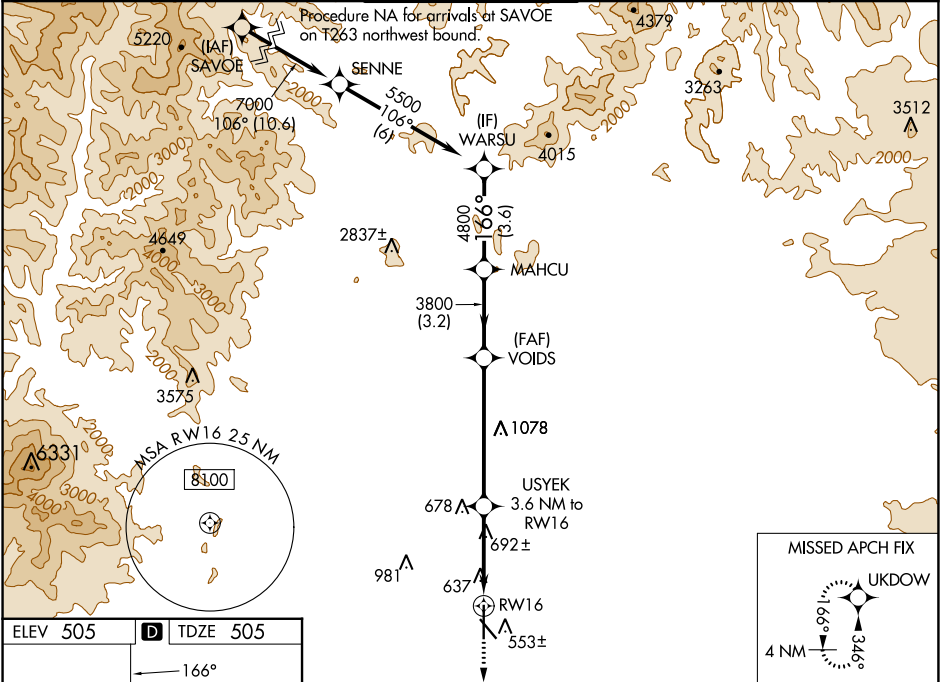 Procedure NA for arrivals at SAVOE
on T263 northwest bound.
4379
5220
(IAF)
SAVOE
SENNE
3263
2000
7000
106° (10.6)
5500
106°
(6)
(IF)
WARSU
2000
3512
4015
2000
3000
2000
4800
166°
(3.6)
2837±
4649
4000
3000
MAHCU
3800
(3.2)
(FAF)
VOIDS
2000
3575
1078
2000
6331
3000
4000
MSA RW16 25 NM
8100
USYEK
3.6 NM to
RW16
678
692±
981
637
RW16
553±
MISSED APCH FIX
UKDOW
166°
346°
4 NM
ELEV 505
D
TDZE 505
166°